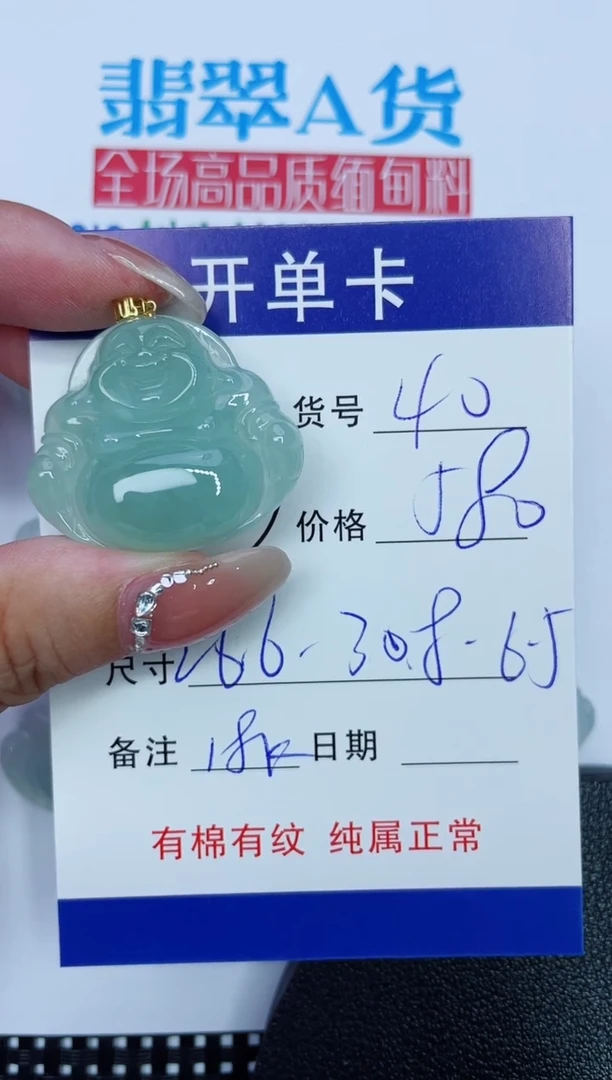 翡翠A货
全场高品质缅甸料
开单卡
货号 40
价格 580
尺寸 30.8-6.5
备注 18k 日期
有棉有纹 纯属正常